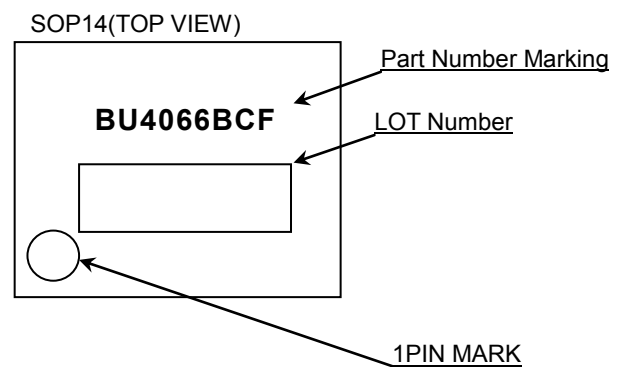 SOP14(TOP VIEW)
Part Number Marking
BU4066BCF
LOT Number
1PIN MARK